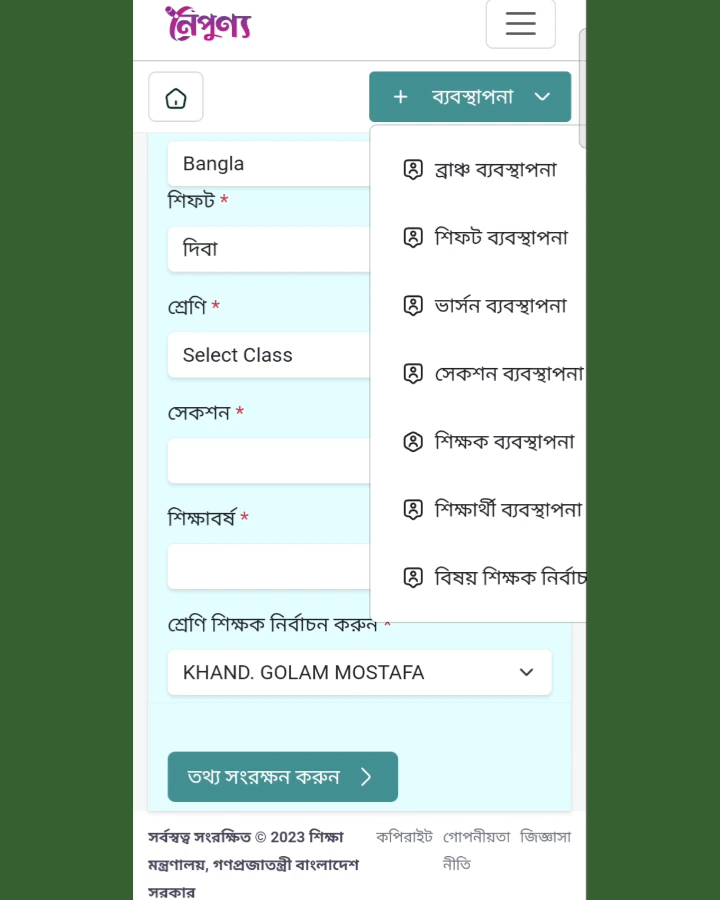 নৈপুণ্য
ব্যবস্থাপনা
ব্রাঞ্চ ব্যবস্থাপনা
শিফট ব্যবস্থাপনা
ভার্সন ব্যবস্থাপনা
সেকশন ব্যবস্থাপনা
শিক্ষক ব্যবস্থাপনা
শিক্ষার্থী ব্যবস্থাপনা
বিষয় শিক্ষক নির্বাচ
Bangla
শিফট *
দিবা
শ্রেণি *
Select Class
সেকশন *
শিক্ষাবর্ষ *
শ্রেণি শিক্ষক নির্বাচন করুন *
KHAND. GOLAM MOSTAFA
তথ্য সংরক্ষন করুন
সর্বস্বত্ব সংরক্ষিত © 2023 শিক্ষা
মন্ত্রণালয়, গণপ্রজাতন্ত্রী বাংলাদেশ
সরকার
কপিরাইট গোপনীয়তা জিজ্ঞাসা
নীতি